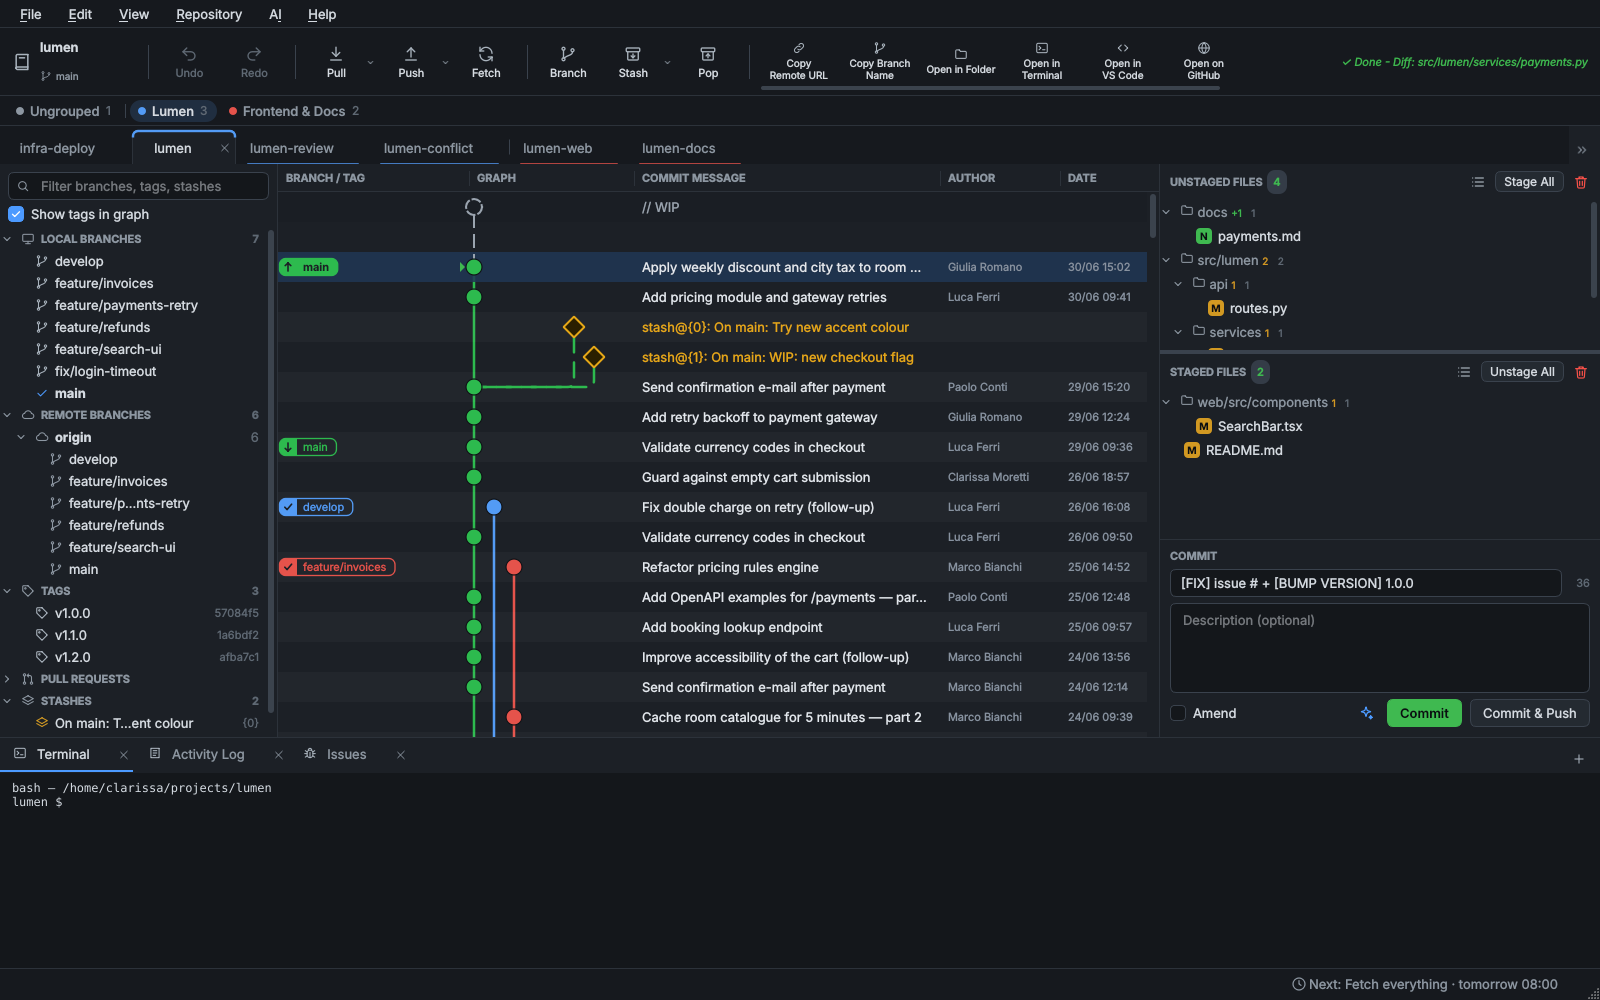 File Edit View Repository AI Help
lumen
main
Undo Redo Pull Push Fetch Branch Stash Pop
Copy Remote URL
Copy Branch Name
Open in Folder
Open in Terminal
Open in VS Code
Open on GitHub
✓ Done - Diff: src/lumen/services/payments.py
Ungrouped 1
Lumen 3
Frontend & Docs 2
infra-deploy
lumen
lumen-review
lumen-conflict
lumen-web
lumen-docs
Filter branches, tags, stashes
Show tags in graph
LOCAL BRANCHES 7
develop
feature/invoices
feature/payments-retry
feature/refunds
feature/search-ui
fix/login-timeout
main
REMOTE BRANCHES 6
origin 6
develop
feature/invoices
feature/p...nts-retry
feature/refunds
feature/search-ui
main
TAGS 3
v1.0.0 57084f5
v1.1.0 1a6bdf2
v1.2.0 afba7c1
PULL REQUESTS
STASHES 2
On main: T...ent colour {0}
BRANCH / TAG GRAPH COMMIT MESSAGE AUTHOR DATE
// WIP
main Apply weekly discount and city tax to room ... Giulia Romano 30/06 15:02
Add pricing module and gateway retries Luca Ferri 30/06 09:41
stash@{0}: On main: Try new accent colour
stash@{1}: On main: WIP: new checkout flag
Send confirmation e-mail after payment Paolo Conti 29/06 15:20
Add retry backoff to payment gateway Giulia Romano 29/06 12:24
main Validate currency codes in checkout Luca Ferri 29/06 09:36
Guard against empty cart submission Clarissa Moretti 26/06 18:57
develop Fix double charge on retry (follow-up) Luca Ferri 26/06 16:08
Validate currency codes in checkout Luca Ferri 26/06 09:50
feature/invoices Refactor pricing rules engine Marco Bianchi 25/06 14:52
Add OpenAPI examples for /payments — par... Paolo Conti 25/06 12:48
Add booking lookup endpoint Luca Ferri 25/06 09:57
Improve accessibility of the cart (follow-up) Marco Bianchi 24/06 13:56
Send confirmation e-mail after payment Marco Bianchi 24/06 12:14
Cache room catalogue for 5 minutes — part 2 Marco Bianchi 24/06 09:39
UNSTAGED FILES 4 Stage All
docs +1 1
N payments.md
src/lumen 2 2
api 1 1
M routes.py
services 1 1
STAGED FILES 2 Unstage All
web/src/components 1 1
M SearchBar.tsx
M README.md
COMMIT
[FIX] issue # + [BUMP VERSION] 1.0.0 36
Description (optional)
Amend Commit Commit & Push
Terminal Activity Log Issues
bash — /home/clarissa/projects/lumen
lumen $
Next: Fetch everything · tomorrow 08:00